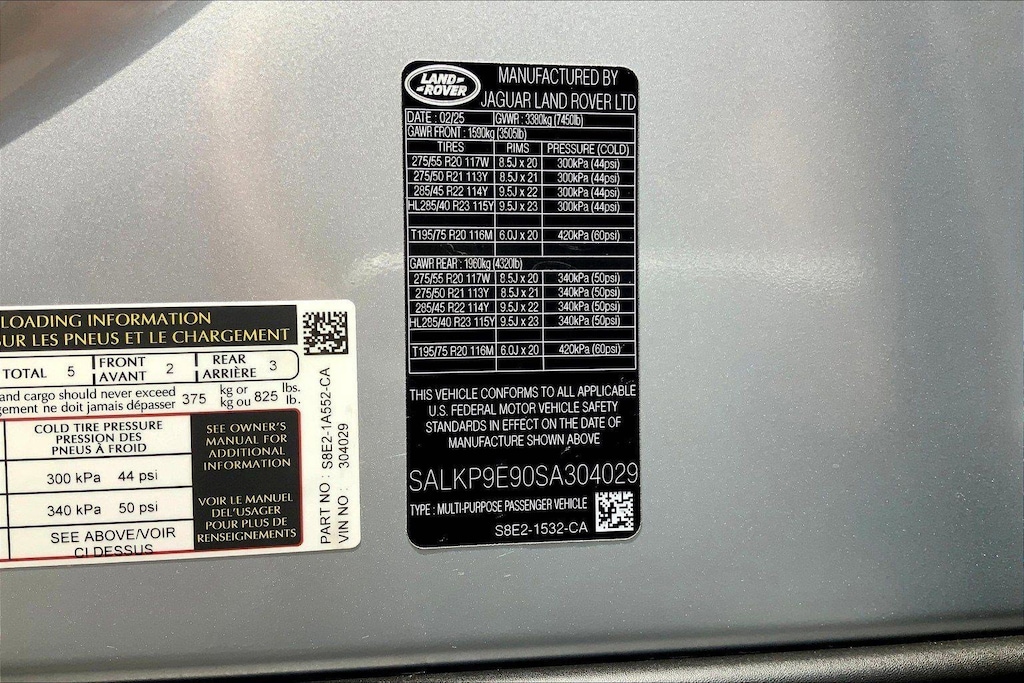 LOADING INFORMATION
SUR LES PNEUS ET LE CHARGEMENT
TOTAL 5 FRONT AVANT 2 REAR ARRIÈRE 3
and cargo should never exceed 375 kg or 825 lbs.
ne doit jamais dépasser kg ou lb.
COLD TIRE PRESSURE
PRESSION DES
PNEUS À FROID
300 kPa 44 psi
340 kPa 50 psi
SEE ABOVE/VOIR
CI DESSUS
SEE OWNER'S
MANUAL FOR
ADDITIONAL
INFORMATION
VOIR LE MANUEL
DEL'USAGER
POUR PLUS DE
RENSEIGNEMENTS
PART NO : S8E2-1A552-CA
VIN NO : 304029
LAND-
-ROVER
MANUFACTURED BY
JAGUAR LAND ROVER LTD
DATE : 02/25 GVWR : 3380kg (7450lb)
GAWR FRONT : 1590kg (3505lb)
TIRES RIMS PRESSURE (COLD)
275/55 R20 117W 8.5J x 20 300kPa (44psi)
275/50 R21 113Y 8.5J x 21 300kPa (44psi)
285/45 R22 114Y 9.5J x 22 300kPa (44psi)
HL285/40 R23 115Y 9.5J x 23 300kPa (44psi)
T195/75 R20 116M 6.0J x 20 420kPa (60psi)
GAWR REAR : 1960kg (4320lb)
275/55 R20 117W 8.5J x 20 340kPa (50psi)
275/50 R21 113Y 8.5J x 21 340kPa (50psi)
285/45 R22 114Y 9.5J x 22 340kPa (50psi)
HL285/40 R23 115Y 9.5J x 23 340kPa (50psi)
T195/75 R20 116M 6.0J x 20 420kPa (60psi)
THIS VEHICLE CONFORMS TO ALL APPLICABLE
U.S. FEDERAL MOTOR VEHICLE SAFETY
STANDARDS IN EFFECT ON THE DATE OF
MANUFACTURE SHOWN ABOVE
SALKP9E90SA304029
TYPE : MULTI-PURPOSE PASSENGER VEHICLE
S8E2-1532-CA